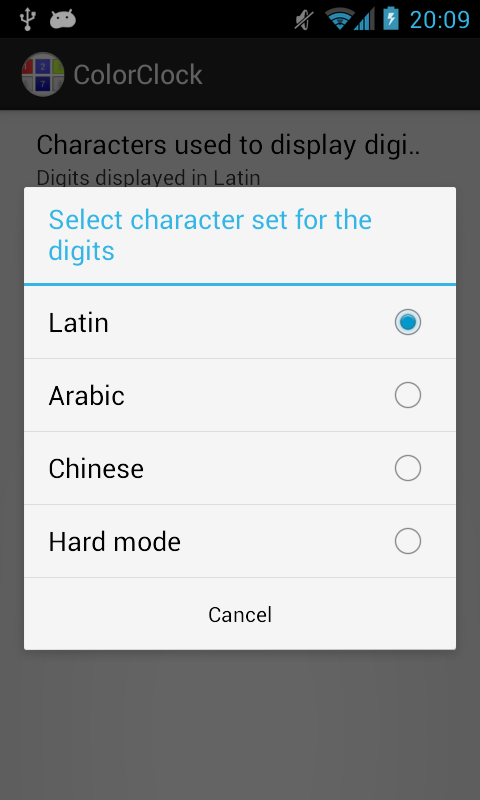 20:09
ColorClock
Characters used to display digi..
Digits displayed in Latin
Select character set for the
digits
Latin
Arabic
Chinese
Hard mode
Cancel